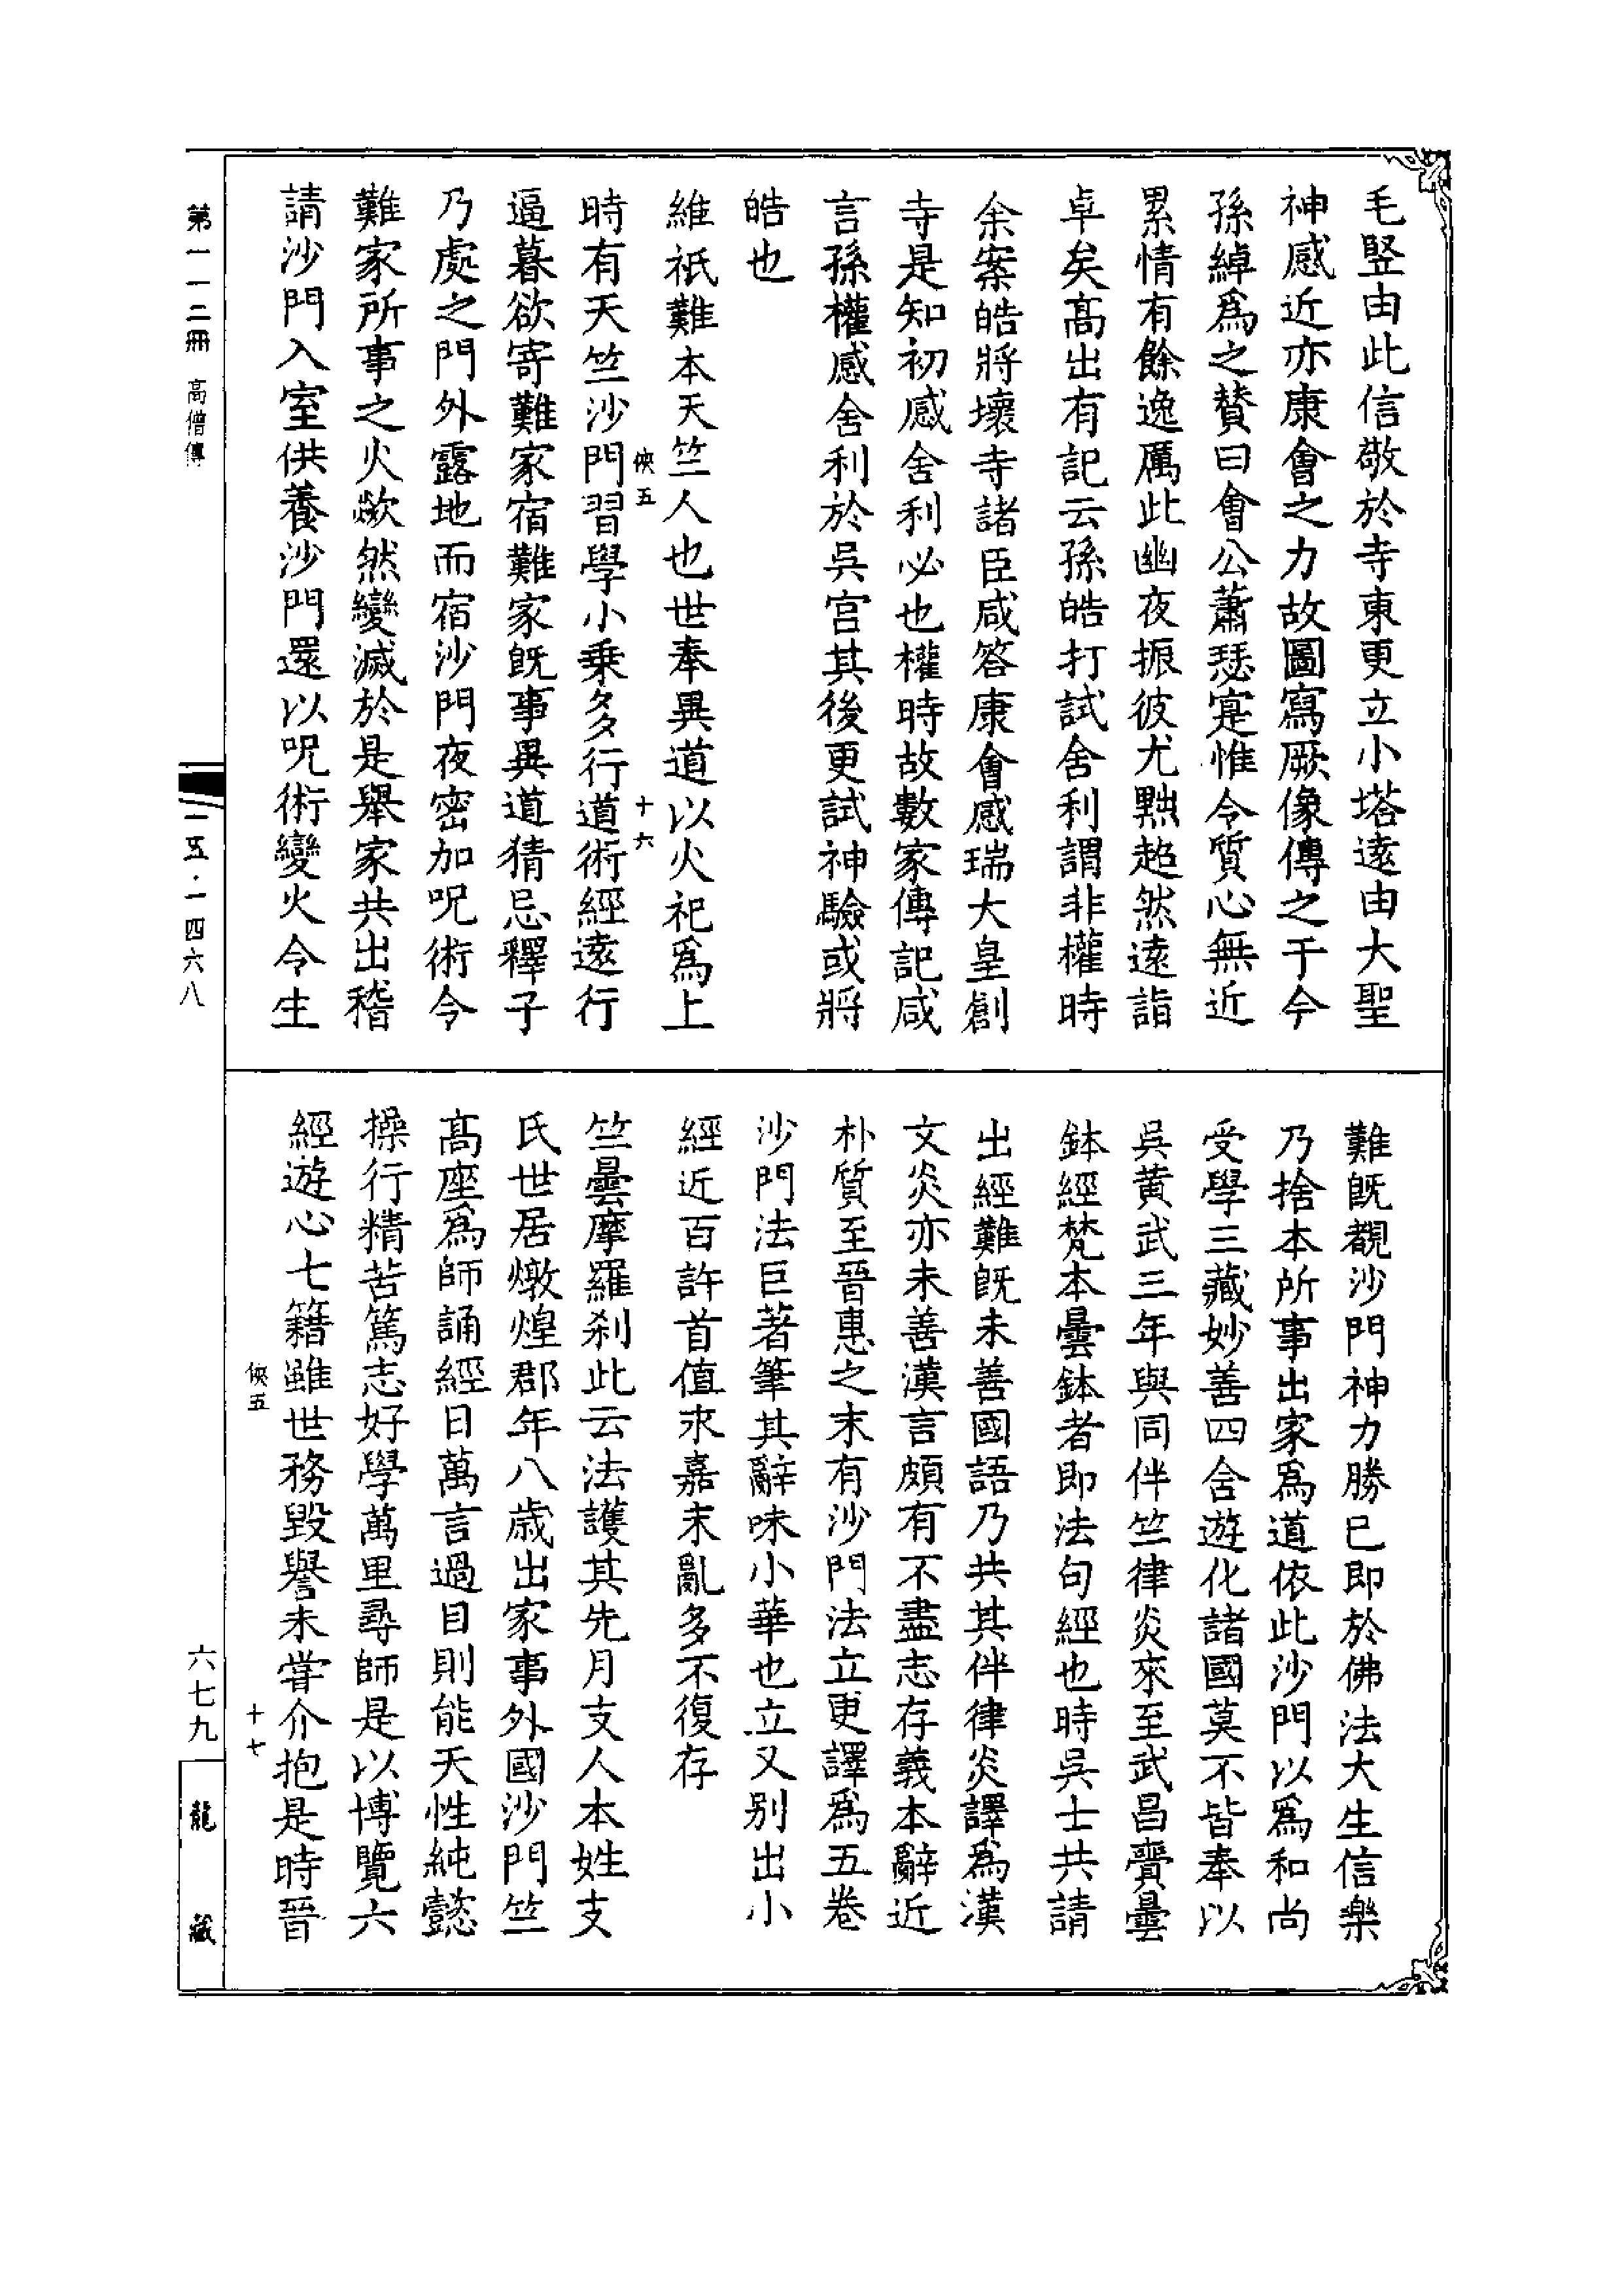 毛竪由此信敬於寺東更立小塔遠由大聖
神感近亦康會之力故圖寫厥像傳之于今
孫綽爲之賛曰會公蕭瑟寔惟令質心無近
累情有餘逸厲此幽夜振彼尤黜超然遠詣
卓矣髙出有記云孫皓打試舍利謂非權時
余案皓將壞寺諸臣咸答康會感瑞大皇創
寺是知初感舍利必也權時故數家傳記咸
言孫權感舍利於吳宫其後更試神驗或將
皓也
維祇難本天竺人也世奉異道以火祀爲上
俠五
十六
時有天竺沙門習學小乗多行道術經遠行
逼暮欲寄難家宿難家旣事異道猜忌釋子
乃處之門外露地而宿沙門夜密加呪術令
難家所事之火歘然變滅於是舉家共出稽
請沙門入室供養沙門還以呪術變火令生
難旣覩沙門神力勝已即於佛法大生信樂
乃捨本所事出家爲道依此沙門以爲和尚
受學三藏妙善四含遊化諸國莫不皆奉以
吳黄武三年與同伴竺律炎來至武昌齎曇
鉢經梵本曇鉢者即法句經也時吳士共請
出經難旣未善國語乃共其伴律炎譯爲漢
文炎亦未善漢言頗有不盡志存義本辭近
朴質至晉惠之末有沙門法立更譯爲五卷
沙門法巨著筆其辭味小華也立又别出小
經近百許首值永嘉末亂多不復存
竺曇摩羅刹此云法護其先月支人本姓支
氏世居燉煌郡年八歳出家事外國沙門竺
髙座爲師誦經日萬言過目則能天性純懿
操行精苦篤志好學萬里尋師是以博覽六
經遊心七籍雖世務毀譽未甞介抱是時晉
俠五
十七
第一一二冊 高僧傳
一五·一四六八
六七九
龍藏